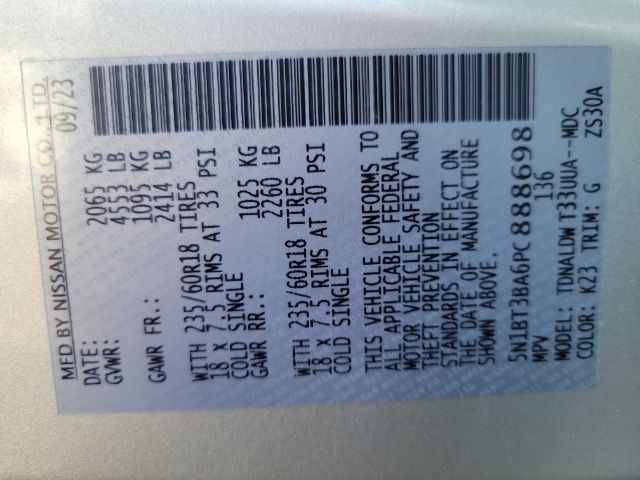 MFD BY NISSAN MOTOR CO., LTD.
DATE: 09/23
GVWR: 2065 KG
4553 LB
GAWR FR.: 1095 KG
2414 LB
WITH 235/60R18 TIRES
18 X 7.5 RIMS AT 33 PSI
COLD SINGLE
GAWR RR.: 1025 KG
2260 LB
WITH 235/60R18 TIRES
18 X 7.5 RIMS AT 30 PSI
COLD SINGLE
THIS VEHICLE CONFORMS TO
ALL APPLICABLE FEDERAL
MOTOR VEHICLE SAFETY AND
THEFT PREVENTION
STANDARDS IN EFFECT ON
THE DATE OF MANUFACTURE
SHOWN ABOVE.
5N1BT3BA6PC888698
MPV 136
MODEL: TDNALDW T33UUA--MDC
COLOR: K23 TRIM: G ZS30A